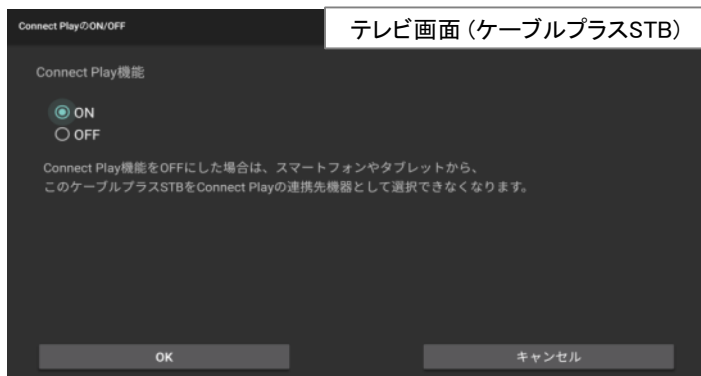 Connect PlayのON/OFF
テレビ画面(ケーブルプラスSTB)
Connect Play機能
ON
OFF
Connect Play機能をOFFにした場合は、スマートフォンやタブレットから、
このケーブルプラスSTBをConnect Playの連携先機器として選択できなくなります。
OK
キャンセル